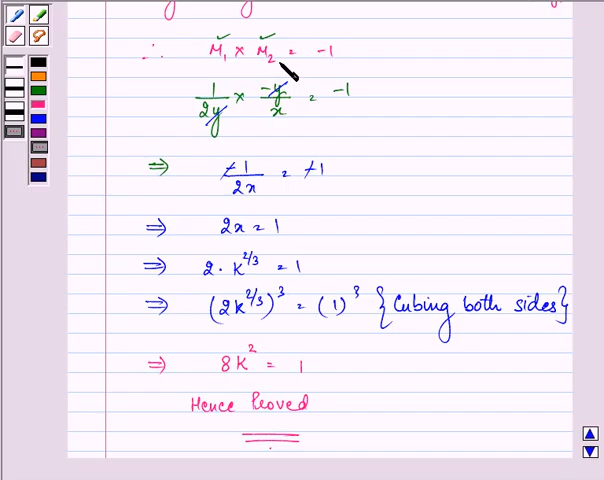 ∴ M₁ × M₂ = -1
1/2y × -y/x = -1
⇒ -1/2x = -1
⇒ 2x = 1
⇒ 2 · K^2/3 = 1
⇒ (2K^2/3)^3 = (1)^3 {Cubing both sides}
⇒ 8K^2 = 1
Hence Proved